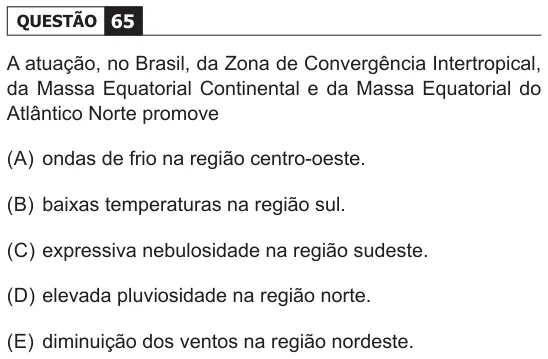 QUESTÃO 65
A atuação, no Brasil, da Zona de Convergência Intertropical,
da Massa Equatorial Continental e da Massa Equatorial do
Atlântico Norte promove
(A) ondas de frio na região centro-oeste.
(B) baixas temperaturas na região sul.
(C) expressiva nebulosidade na região sudeste.
(D) elevada pluviosidade na região norte.
(E) diminuição dos ventos na região nordeste.